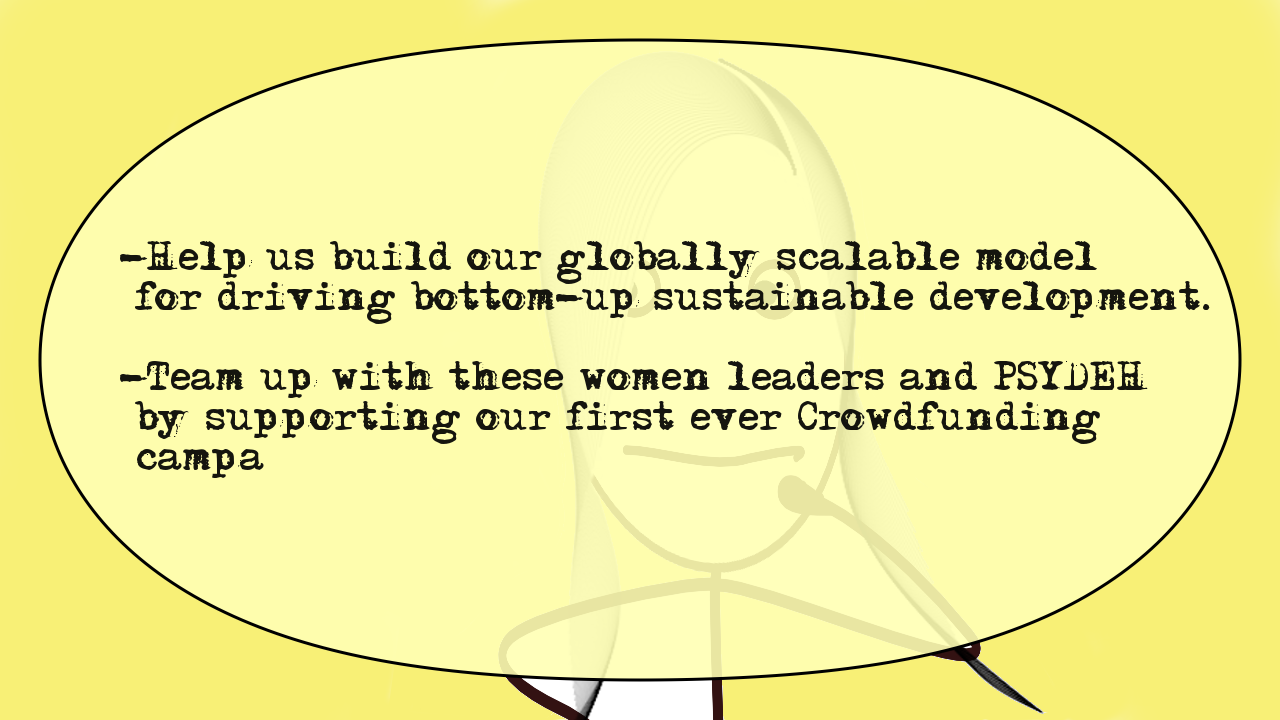 -Help us build our globally scalable model
for driving bottom-up sustainable development.
-Team up with these women leaders and PSYDEH
by supporting our first ever Crowdfunding
campa